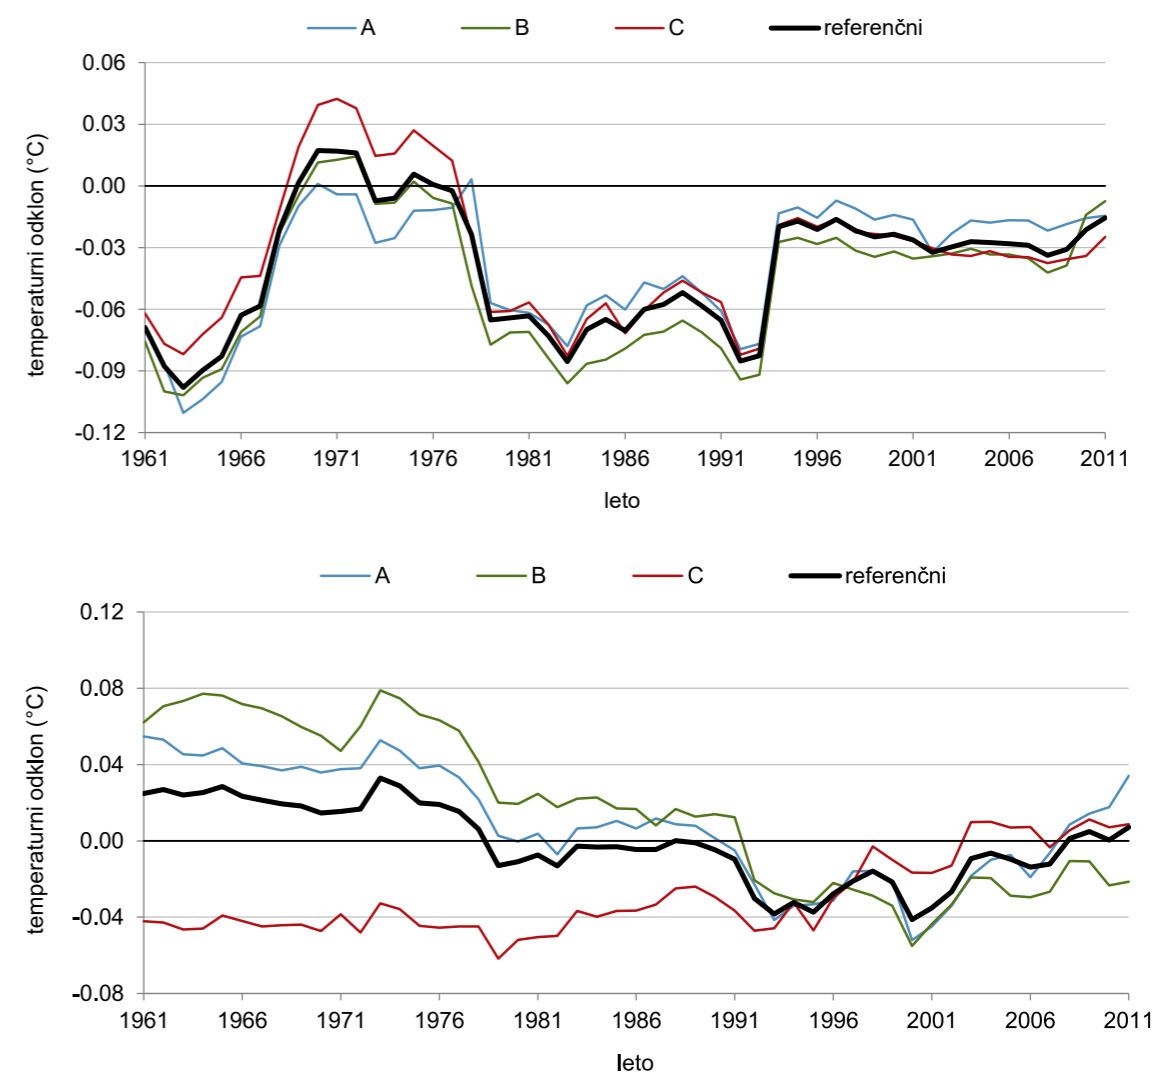 A B C referenčni
temperaturni odklon (°C)
0.06
0.03
0.00
-0.03
-0.06
-0.09
-0.12
1961 1966 1971 1976 1981 1986 1991 1996 2001 2006 2011
leto
A B C referenčni
temperaturni odklon (°C)
0.12
0.08
0.04
0.00
-0.04
-0.08
1961 1966 1971 1976 1981 1986 1991 1996 2001 2006 2011
leto